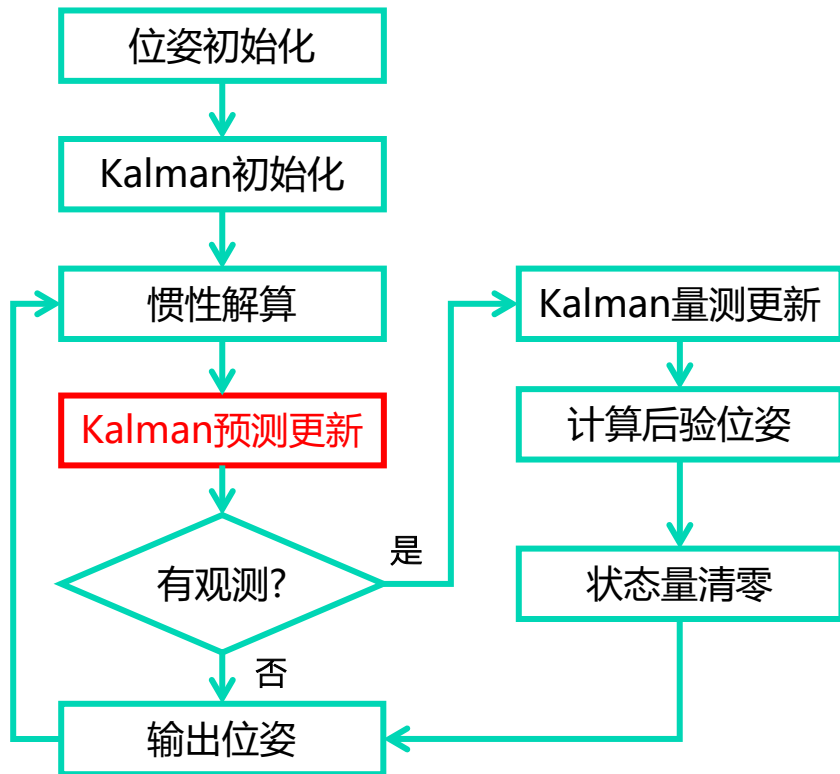 位姿初始化
Kalman初始化
惯性解算
Kalman预测更新
有观测?
是
否
输出位姿
Kalman量测更新
计算后验位姿
状态量清零